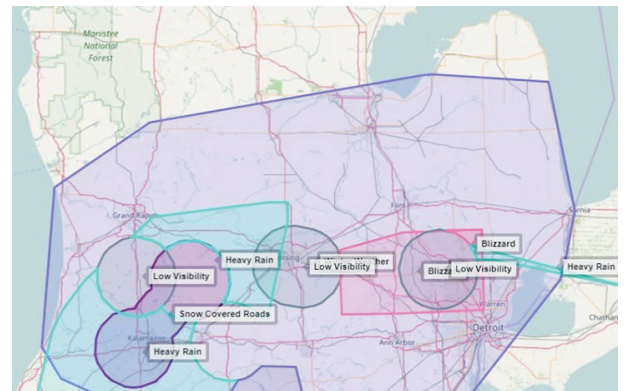 Manistee
National
Forest
Grand Rapids
Flint
Sarnia
Blizzard
Heavy Rain
Low Visibility
Low Visibility
Low Visibility
Heavy Rain
Snow Covered Roads
Warren
Chatham
Detroit
Kalamazoo
Ann Arbor
Heavy Rain